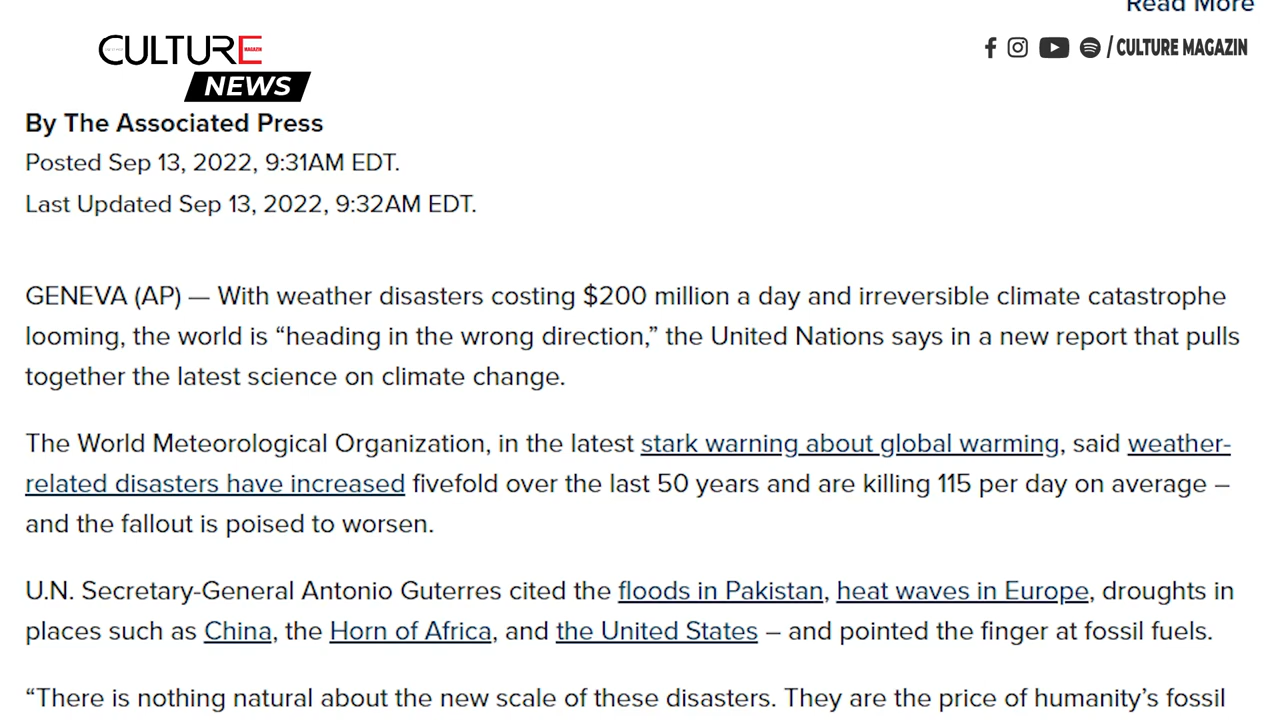 Read More
CULTURE
MAGAZIN
NEWS
/ CULTURE MAGAZIN
By The Associated Press
Posted Sep 13, 2022, 9:31AM EDT.
Last Updated Sep 13, 2022, 9:32AM EDT.
GENEVA (AP) — With weather disasters costing $200 million a day and irreversible climate catastrophe
looming, the world is “heading in the wrong direction,” the United Nations says in a new report that pulls
together the latest science on climate change.
The World Meteorological Organization, in the latest stark warning about global warming, said weather-
related disasters have increased fivefold over the last 50 years and are killing 115 per day on average –
and the fallout is poised to worsen.
U.N. Secretary-General Antonio Guterres cited the floods in Pakistan, heat waves in Europe, droughts in
places such as China, the Horn of Africa, and the United States – and pointed the finger at fossil fuels.
“There is nothing natural about the new scale of these disasters. They are the price of humanity’s fossil